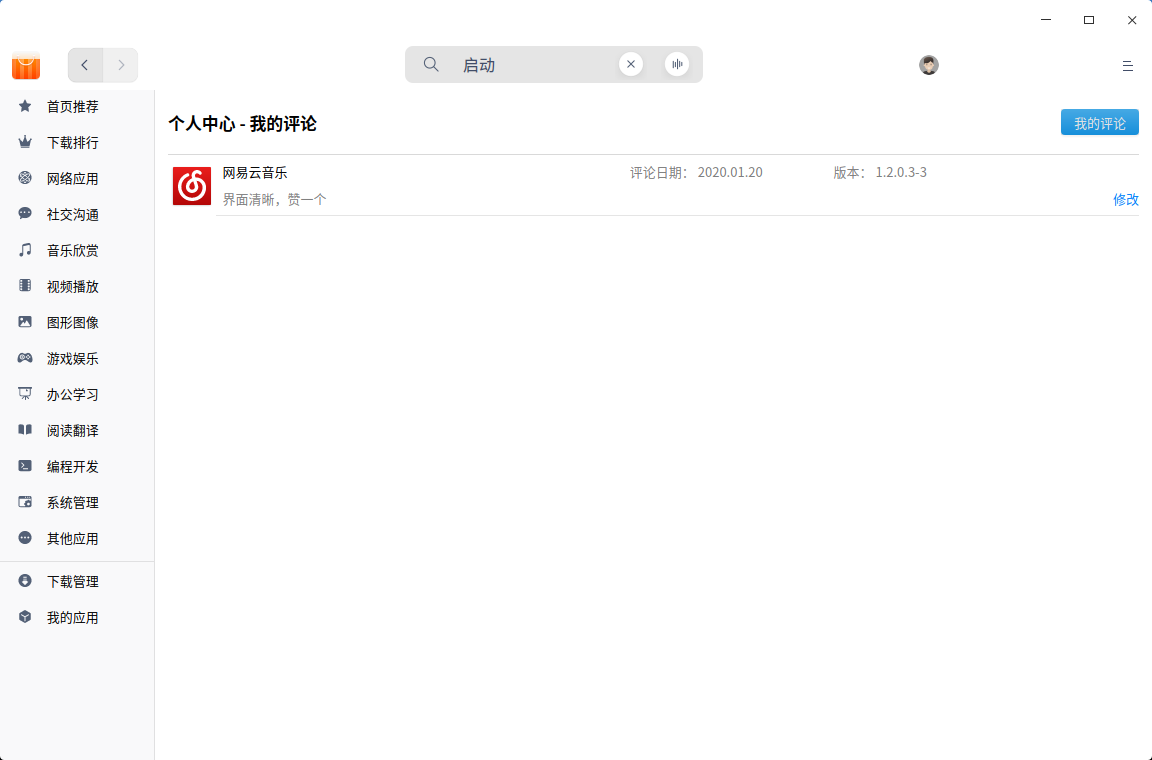 启动
首页推荐
下载排行
网络应用
社交沟通
音乐欣赏
视频播放
图形图像
游戏娱乐
办公学习
阅读翻译
编程开发
系统管理
其他应用
下载管理
我的应用
个人中心 - 我的评论
我的评论
网易云音乐
评论日期： 2020.01.20
版本： 1.2.0.3-3
界面清晰，赞一个
修改